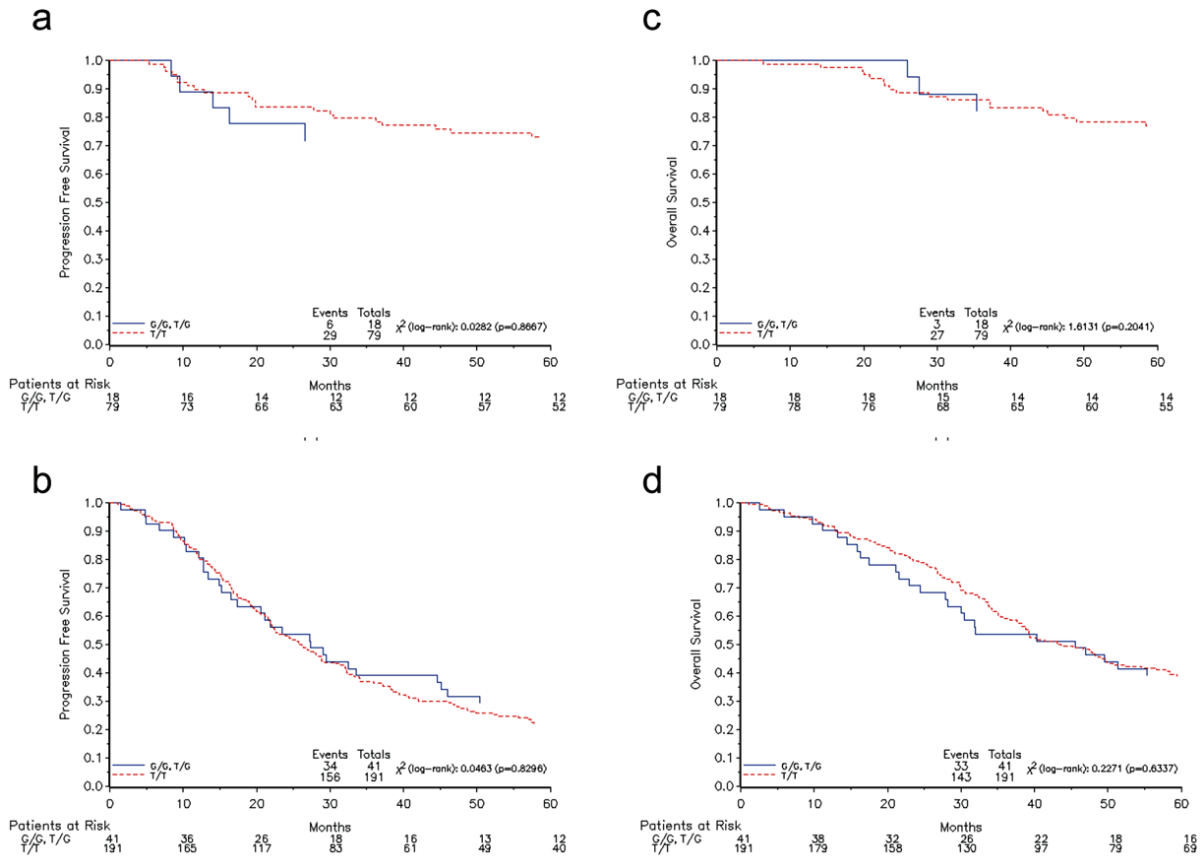 a
1.0
0.9
0.8
0.7
0.6
0.5
0.4
0.3
0.2
0.1
0.0
Progression Free Survival
Events Totals
G/G, T/G 6 18 χ² (log-rank): 0.0282 (p=0.8667)
T/T 29 79
0 10 20 30 40 50 60
Months
Patients at Risk
G/G, T/G 18 16 14 12 12 12 12
T/T 79 73 66 63 60 57 52
c
1.0
0.9
0.8
0.7
0.6
0.5
0.4
0.3
0.2
0.1
0.0
Overall Survival
Events Totals
G/G, T/G 3 18 χ² (log-rank): 1.6131 (p=0.2041)
T/T 27 79
0 10 20 30 40 50 60
Months
Patients at Risk
G/G, T/G 18 18 18 15 14 14 14
T/T 79 78 76 68 65 60 55
b
1.0
0.9
0.8
0.7
0.6
0.5
0.4
0.3
0.2
0.1
0.0
Progression Free Survival
Events Totals
G/G, T/G 34 41 χ² (log-rank): 0.0463 (p=0.8296)
T/T 156 191
0 10 20 30 40 50 60
Months
Patients at Risk
G/G, T/G 41 36 26 18 16 13 12
T/T 191 165 117 83 61 49 40
d
1.0
0.9
0.8
0.7
0.6
0.5
0.4
0.3
0.2
0.1
0.0
Overall Survival
Events Totals
G/G, T/G 33 41 χ² (log-rank): 0.2271 (p=0.6337)
T/T 143 191
0 10 20 30 40 50 60
Months
Patients at Risk
G/G, T/G 41 38 32 26 22 18 16
T/T 191 179 158 130 97 79 69